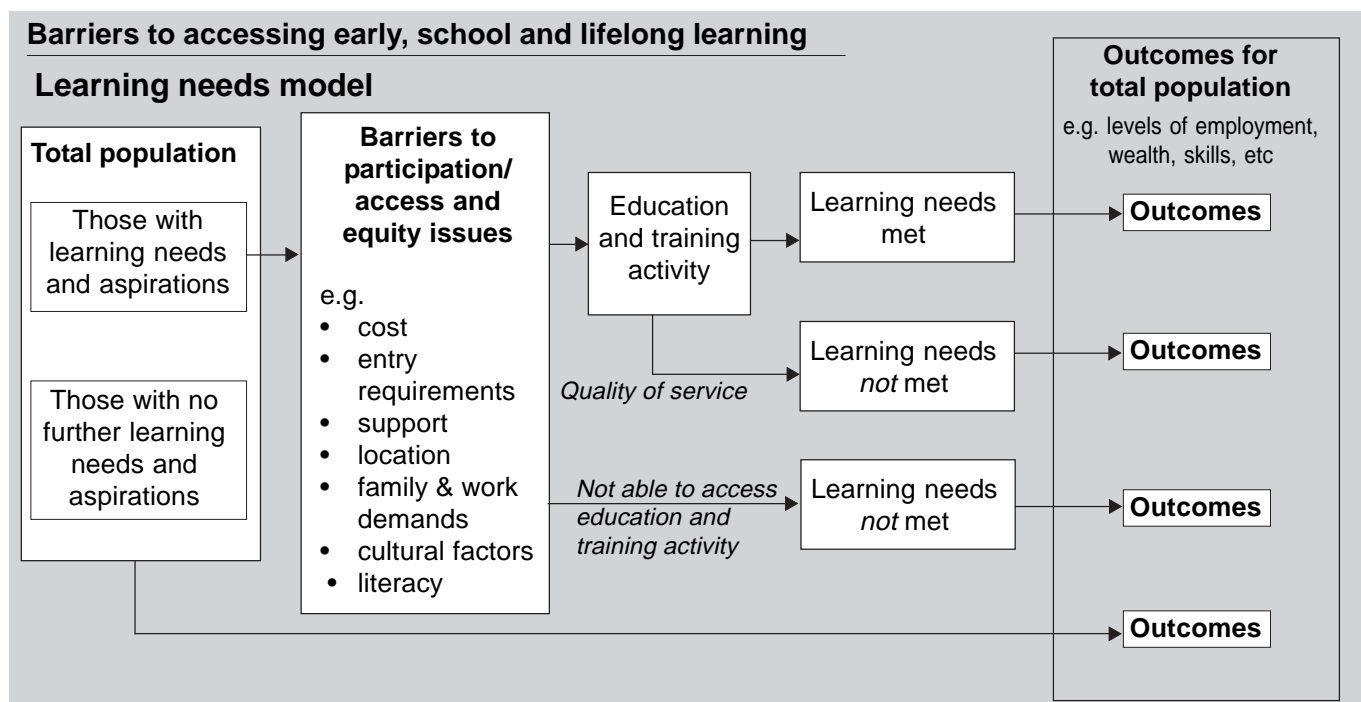 Barriers to accessing early, school and lifelong learning
Learning needs model
Total population
Those with
learning needs
and aspirations
Those with no
further learning
needs and
aspirations
Barriers to
participation/
access and
equity issues
e.g.
• cost
• entry
requirements
• support
• location
• family & work
demands
• cultural factors
• literacy
Education
and training
activity
Quality of service
Not able to access
education and
training activity
Learning needs
met
Learning needs
not met
Learning needs
not met
Outcomes for
total population
e.g. levels of employment,
wealth, skills, etc
Outcomes
Outcomes
Outcomes
Outcomes